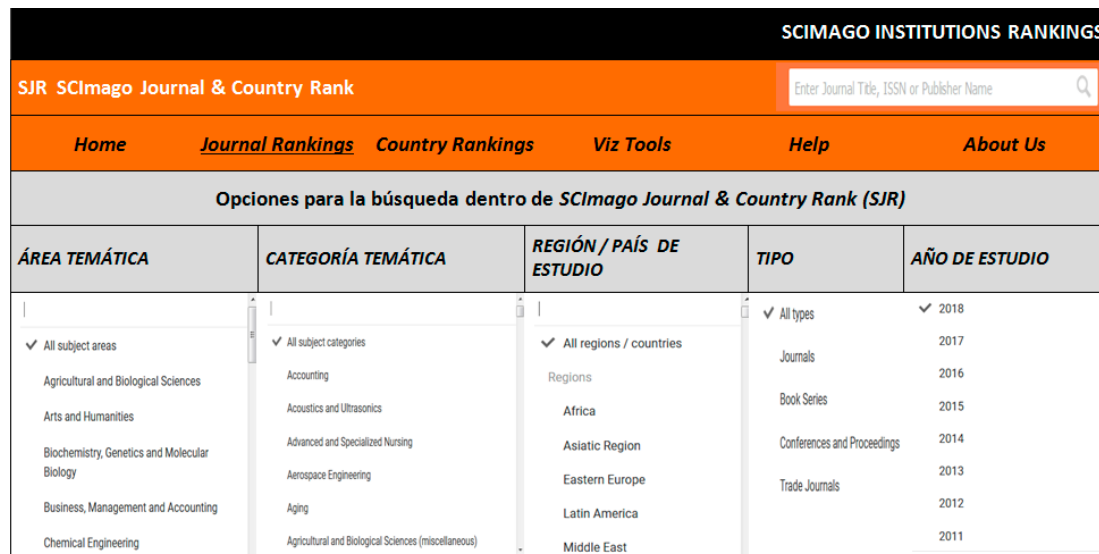 SCIMAGO INSTITUTIONS RANKINGS
SJR SCImago Journal & Country Rank
Enter Journal Title, ISSN or Publisher Name
Home Journal Rankings Country Rankings Viz Tools Help About Us
Opciones para la búsqueda dentro de SCImago Journal & Country Rank (SJR)
ÁREA TEMÁTICA
CATEGORÍA TEMÁTICA
REGIÓN / PAÍS DE
ESTUDIO
TIPO
AÑO DE ESTUDIO
All subject areas
Agricultural and Biological Sciences
Arts and Humanities
Biochemistry, Genetics and Molecular
Biology
Business, Management and Accounting
Chemical Engineering
All subject categories
Accounting
Acoustics and Ultrasonics
Advanced and Specialized Nursing
Aerospace Engineering
Aging
Agricultural and Biological Sciences (miscellaneous)
All regions / countries
Regions
Africa
Asiatic Region
Eastern Europe
Latin America
Middle East
All types
Journals
Book Series
Conferences and Proceedings
Trade Journals
2018
2017
2016
2015
2014
2013
2012
2011